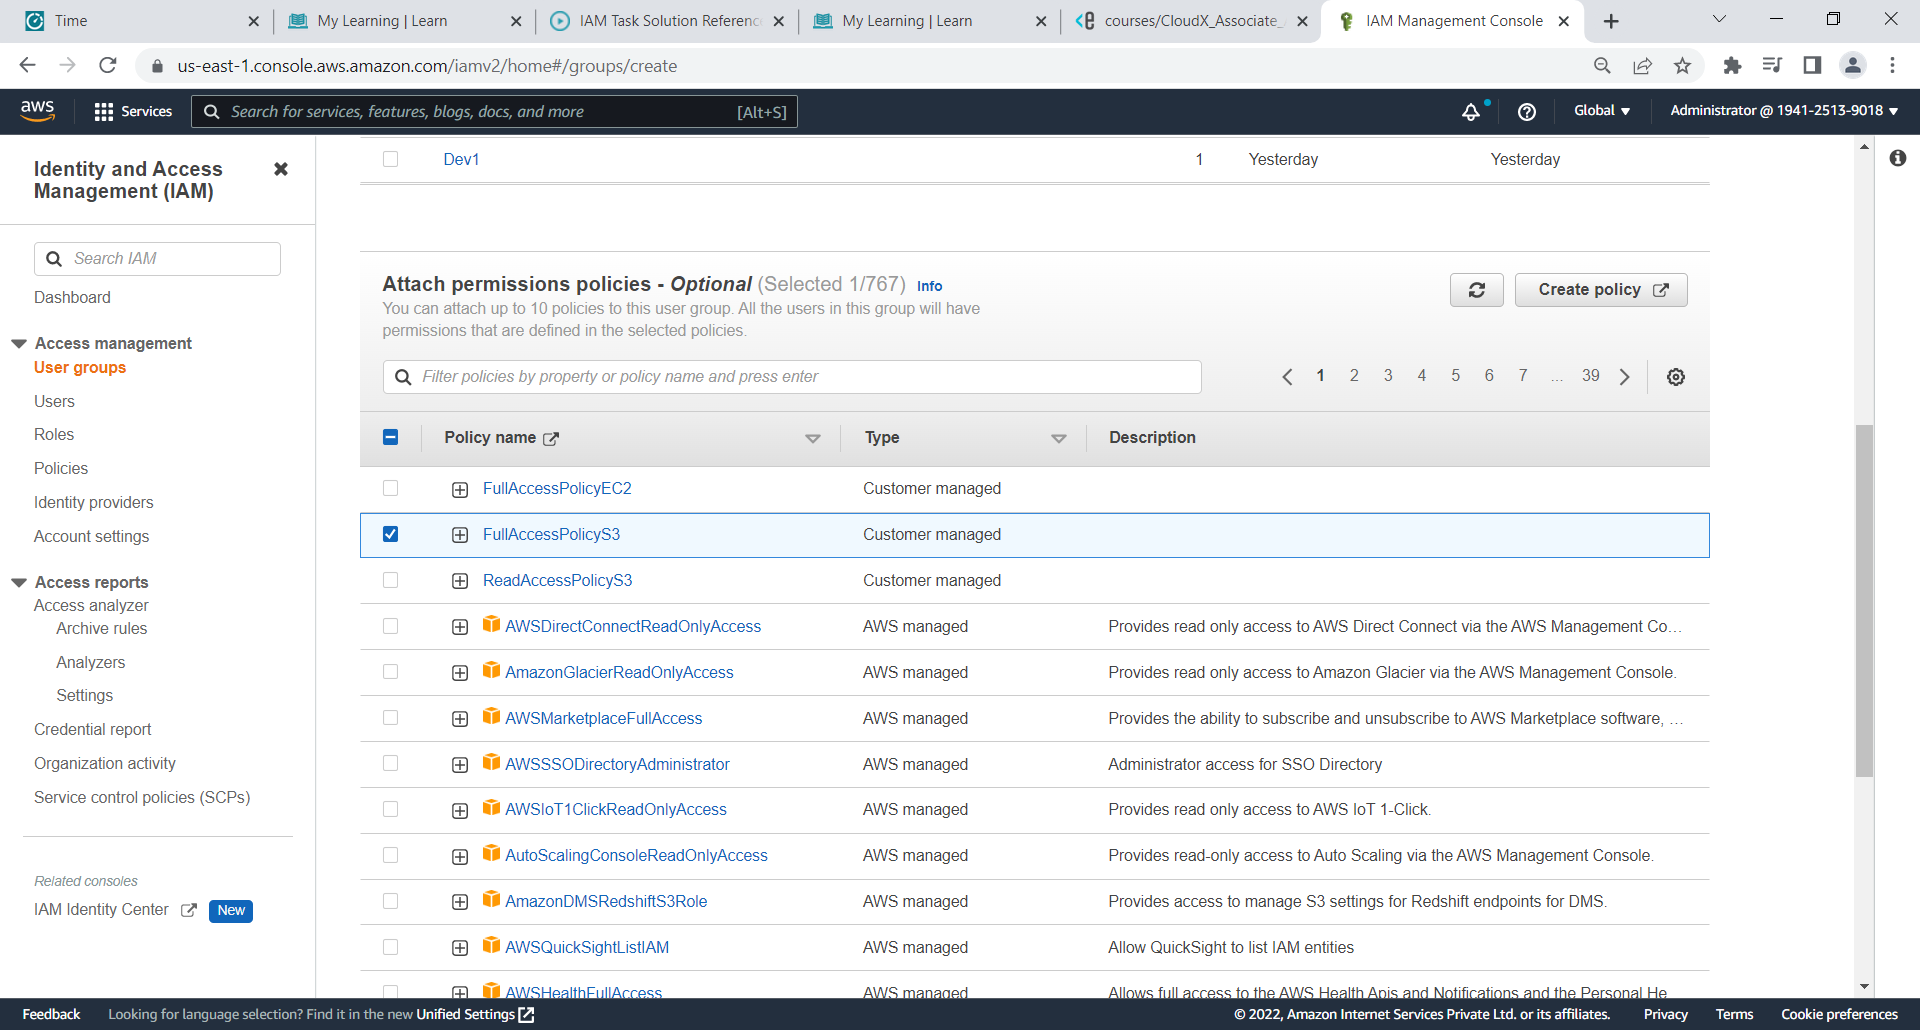 Time
My Learning | Learn
IAM Task Solution Reference
My Learning | Learn
courses/CloudX_Associate_
IAM Management Console
us-east-1.console.aws.amazon.com/iamv2/home#/groups/create
aws
Services
Search for services, features, blogs, docs, and more
[Alt+S]
Global
Administrator @ 1941-2513-9018
Identity and Access
Management (IAM)
Search IAM
Dashboard
Access management
User groups
Users
Roles
Policies
Identity providers
Account settings
Access reports
Access analyzer
Archive rules
Analyzers
Settings
Credential report
Organization activity
Service control policies (SCPs)
Related consoles
IAM Identity Center New
Dev1 1 Yesterday Yesterday
Attach permissions policies - Optional (Selected 1/767) Info
You can attach up to 10 policies to this user group. All the users in this group will have
permissions that are defined in the selected policies.
Create policy
Filter policies by property or policy name and press enter
1 2 3 4 5 6 7 ... 39
Policy name Type Description
FullAccessPolicyEC2 Customer managed
FullAccessPolicyS3 Customer managed
ReadAccessPolicyS3 Customer managed
AWSDirectConnectReadOnlyAccess AWS managed Provides read only access to AWS Direct Connect via the AWS Management Co...
AmazonGlacierReadOnlyAccess AWS managed Provides read only access to Amazon Glacier via the AWS Management Console.
AWSMarketplaceFullAccess AWS managed Provides the ability to subscribe and unsubscribe to AWS Marketplace software, ...
AWSSSODirectoryAdministrator AWS managed Administrator access for SSO Directory
AWSIoT1ClickReadOnlyAccess AWS managed Provides read only access to AWS IoT 1-Click.
AutoScalingConsoleReadOnlyAccess AWS managed Provides read-only access to Auto Scaling via the AWS Management Console.
AmazonDMSRedshiftS3Role AWS managed Provides access to manage S3 settings for Redshift endpoints for DMS.
AWSQuickSightListIAM AWS managed Allow QuickSight to list IAM entities
AWSHealthFullAccess AWS managed Allows full access to the AWS Health Apis and Notifications and the Personal He
Feedback
Looking for language selection? Find it in the new Unified Settings
© 2022, Amazon Internet Services Private Ltd. or its affiliates.
Privacy
Terms
Cookie preferences